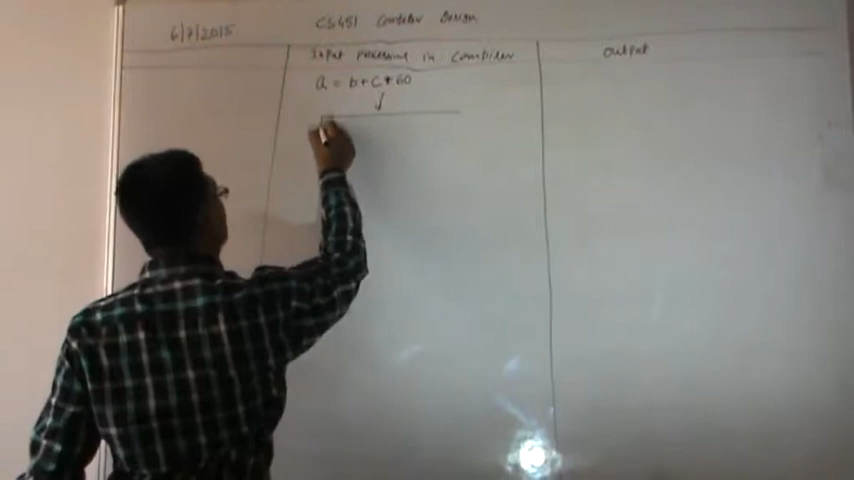 6/7/2015
CS451 Compiler Design
Input processing in Compiler
Output
a = b+c*60